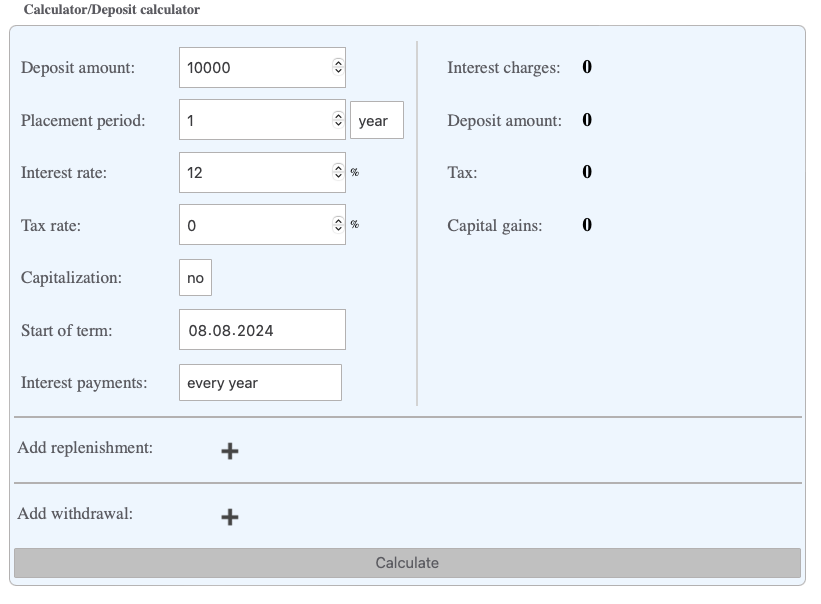 Calculator/Deposit calculator
Deposit amount: 10000
Interest charges: 0
Placement period: 1 year
Deposit amount: 0
Interest rate: 12 %
Tax: 0
Tax rate: 0 %
Capital gains: 0
Capitalization: no
Start of term: 08.08.2024
Interest payments: every year
Add replenishment: +
Add withdrawal: +
Calculate